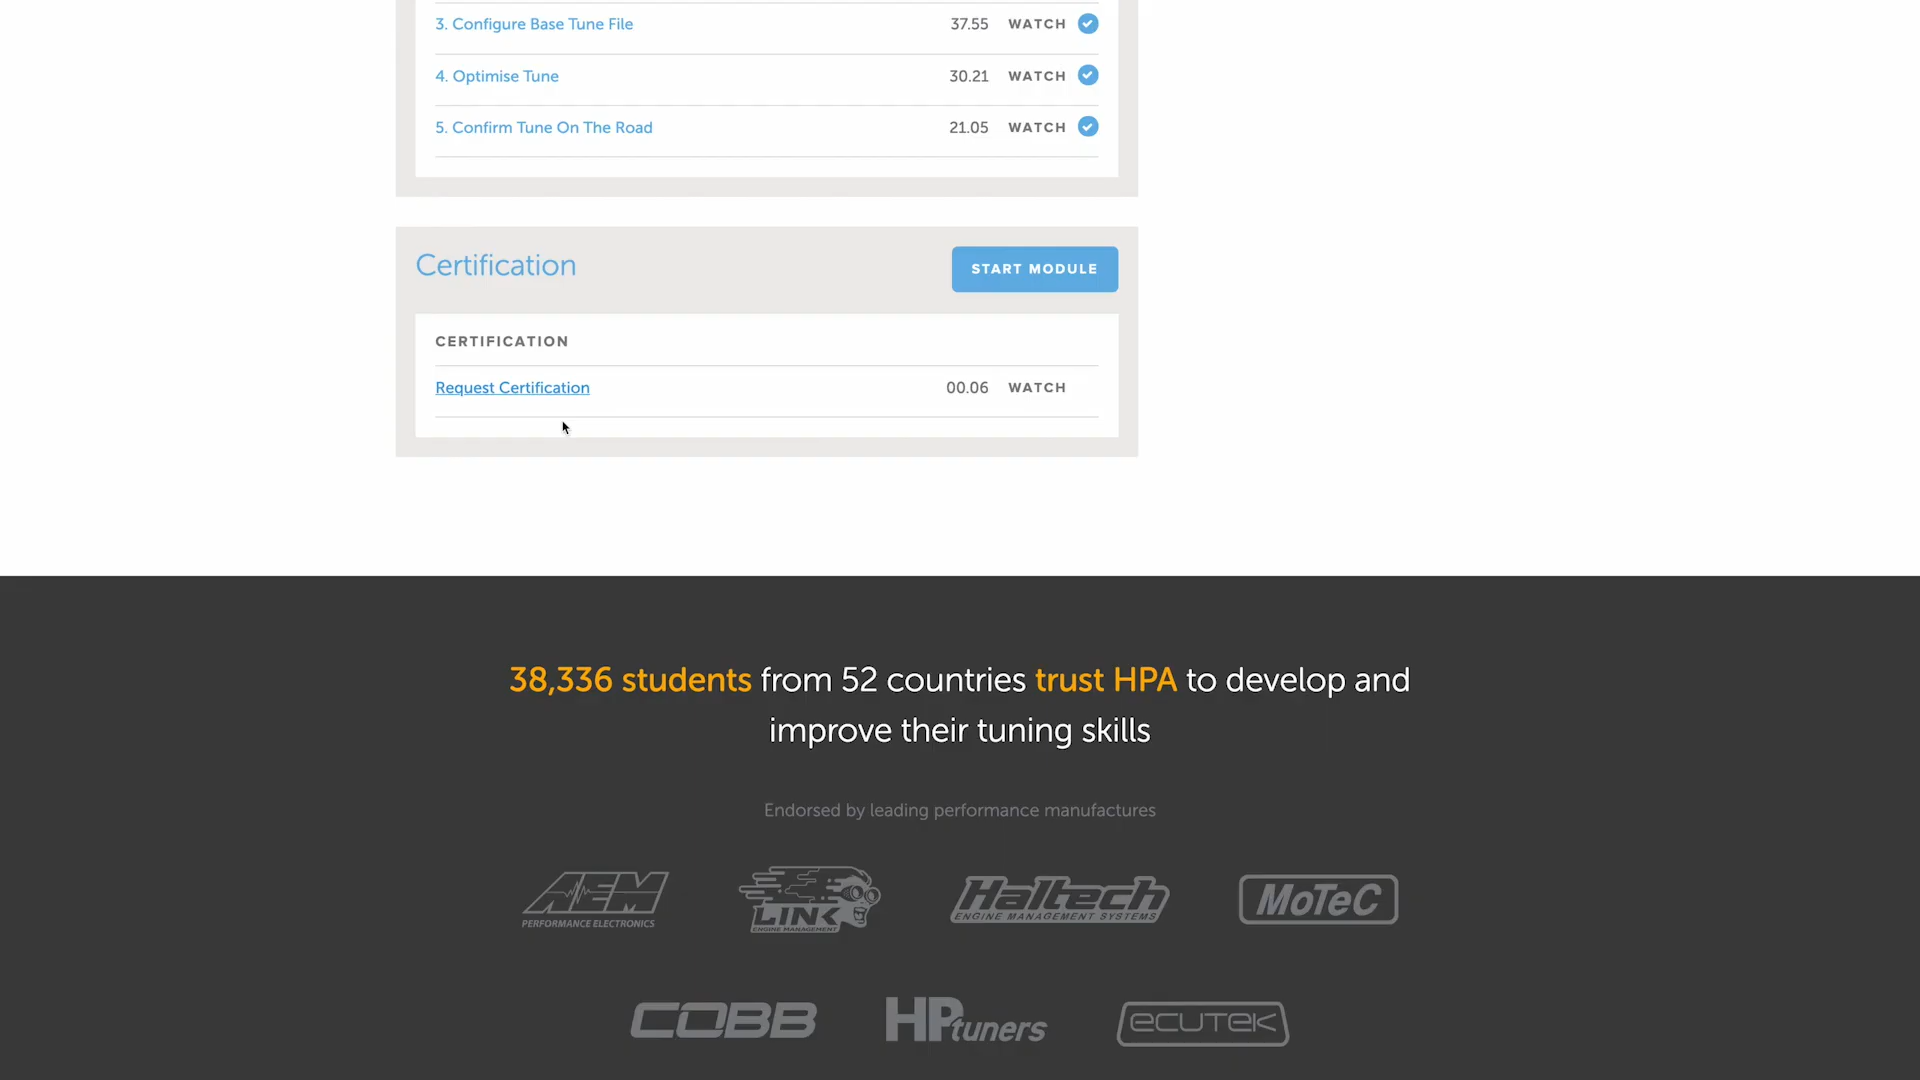 3. Configure Base Tune File 37.55 WATCH
4. Optimise Tune 30.21 WATCH
5. Confirm Tune On The Road 21.05 WATCH
Certification START MODULE
CERTIFICATION
Request Certification 00.06 WATCH
38,336 students from 52 countries trust HPA to develop and
improve their tuning skills
Endorsed by leading performance manufactures
AEM
PERFORMANCE ELECTRONICS
LINK
ENGINE MANAGEMENT
Haltech
ENGINE MANAGEMENT SYSTEMS
MoTeC
COBB
HPtuners
ecuTek